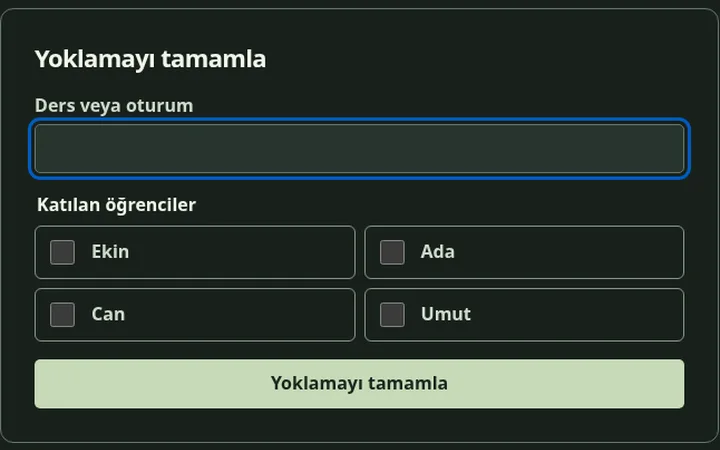 Yoklamayı tamamla
Ders veya oturum
Katılan öğrenciler
Ekin
Ada
Can
Umut
Yoklamayı tamamla